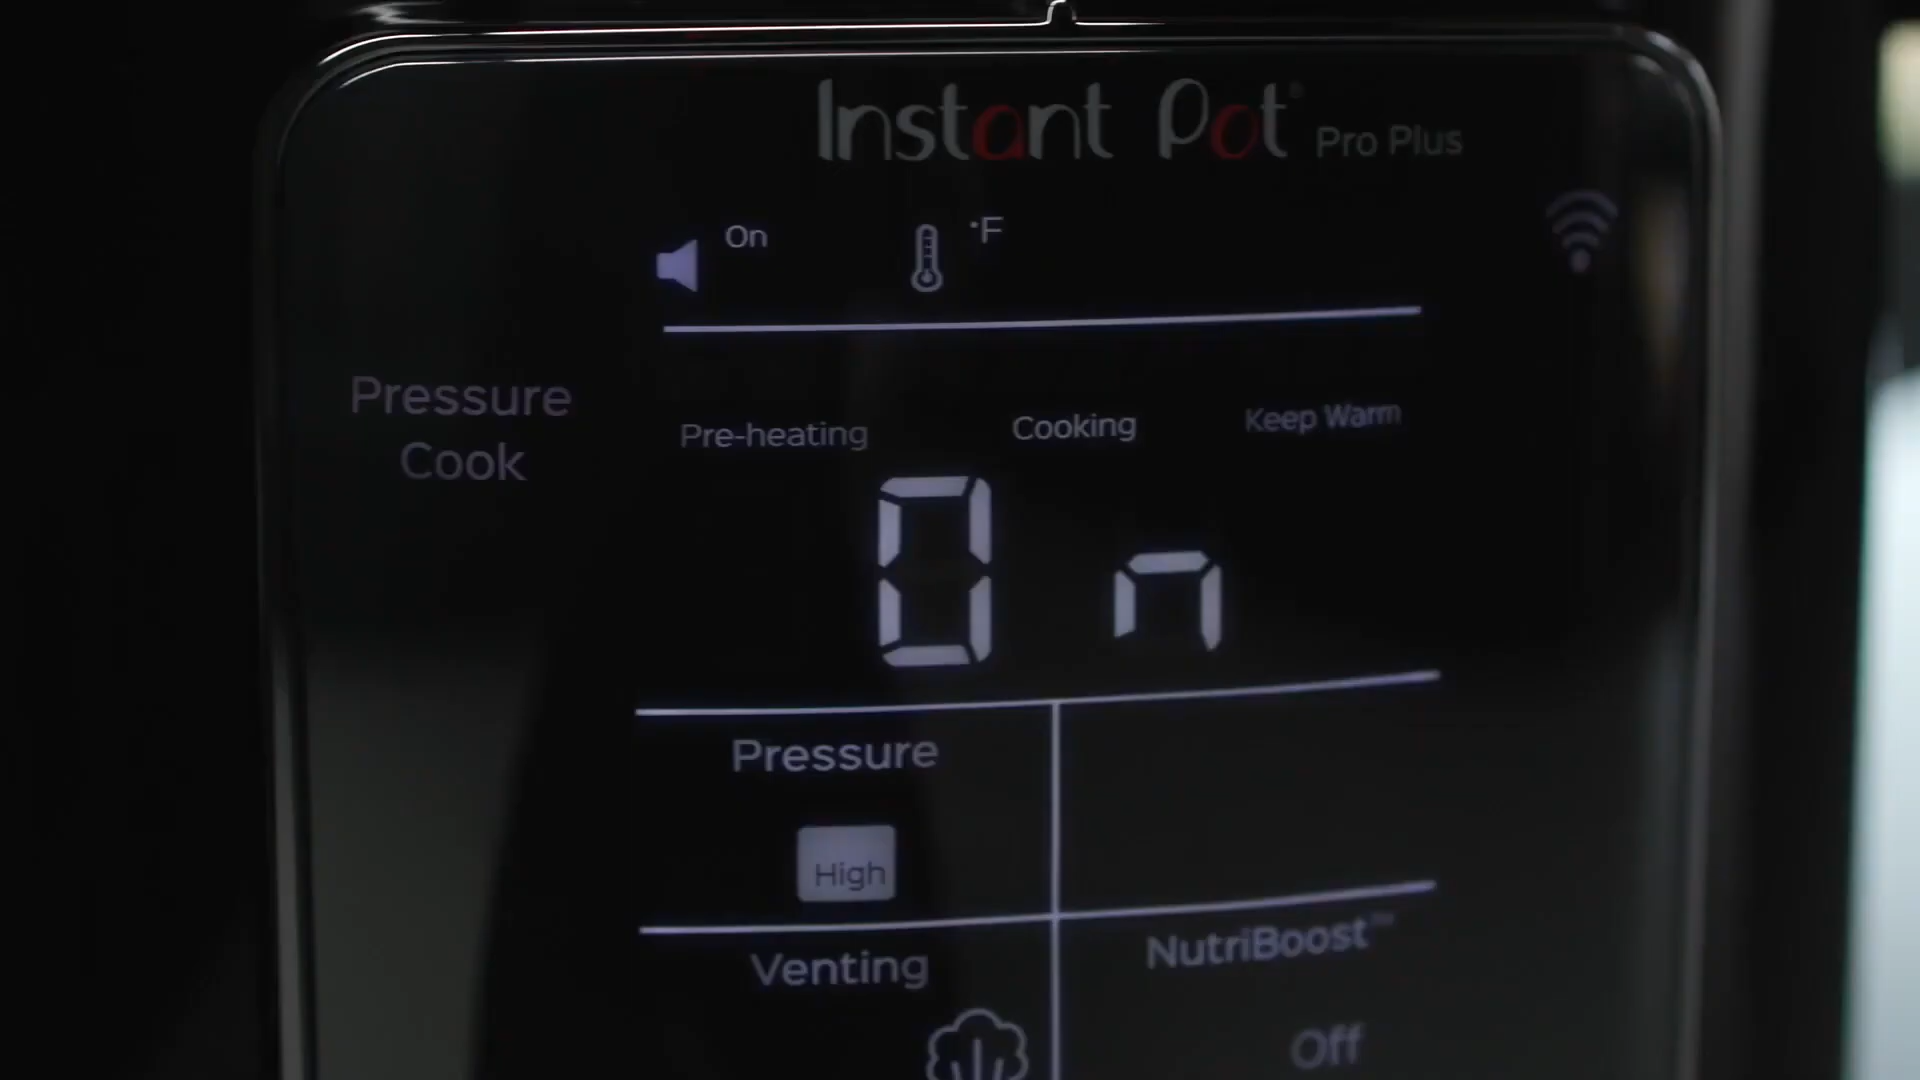 Instant Pot® Pro Plus
On °F
Pressure
Cook
Pre-heating Cooking Keep Warm
On
Pressure
High
Venting NutriBoost™
Off